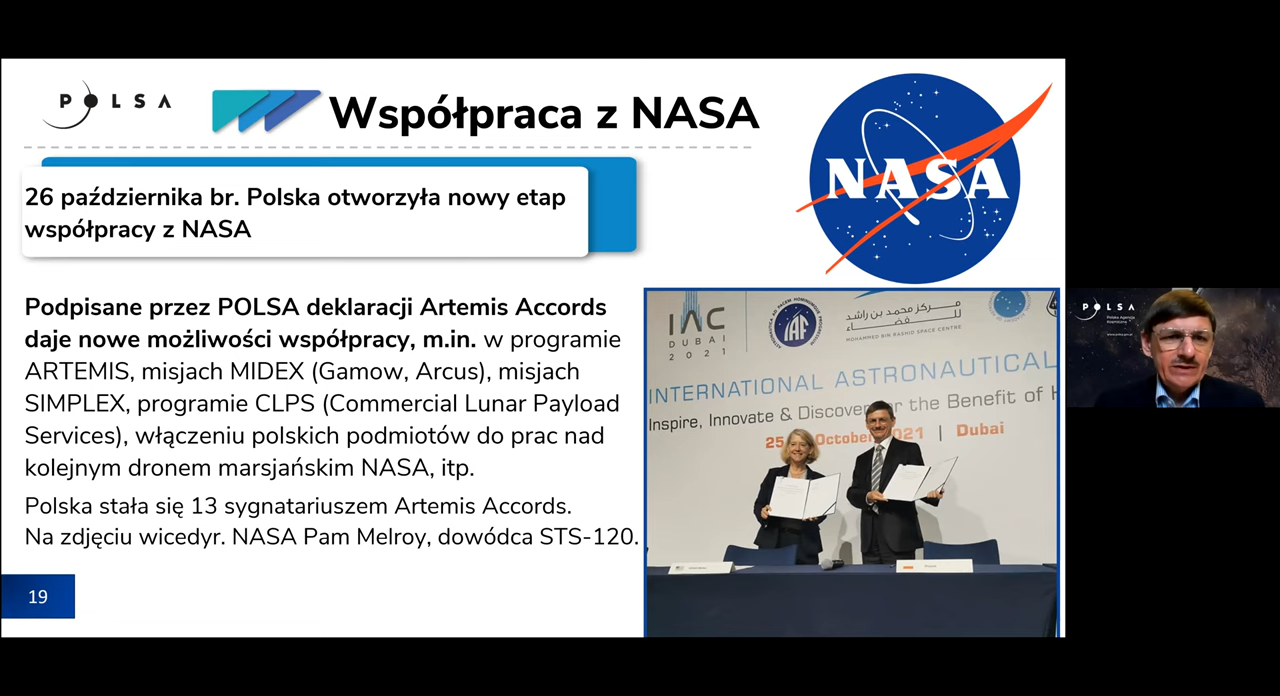 POLSA
Współpraca z NASA
NASA
26 października br. Polska otworzyła nowy etap
współpracy z NASA
Podpisane przez POLSA deklaracji Artemis Accords
daje nowe możliwości współpracy, m.in. w programie
ARTEMIS, misjach MIDEX (Gamow, Arcus), misjach
SIMPLEX, programie CLPS (Commercial Lunar Payload
Services), włączeniu polskich podmiotów do prac nad
kolejnym dronem marsjańskim NASA, itp.
Polska stała się 13 sygnatariuszem Artemis Accords.
Na zdjęciu wicedyr. NASA Pam Melroy, dowódca STS-120.
19
IAC
DUBAI
2021
IAF
مركز محمد بن راشد
للفضاء
MOHAMMED BIN RASHID SPACE CENTRE
INTERNATIONAL ASTRONAUTICAL
Inspire, Innovate & Discover for the Benefit of H
25 October 2021 | Dubai
POLSA
Polska Agencja
Kosmiczna